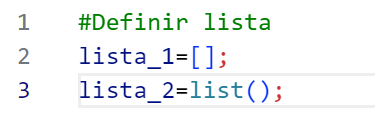 1 #Definir lista
2 lista_1=[];
3 lista_2=list();